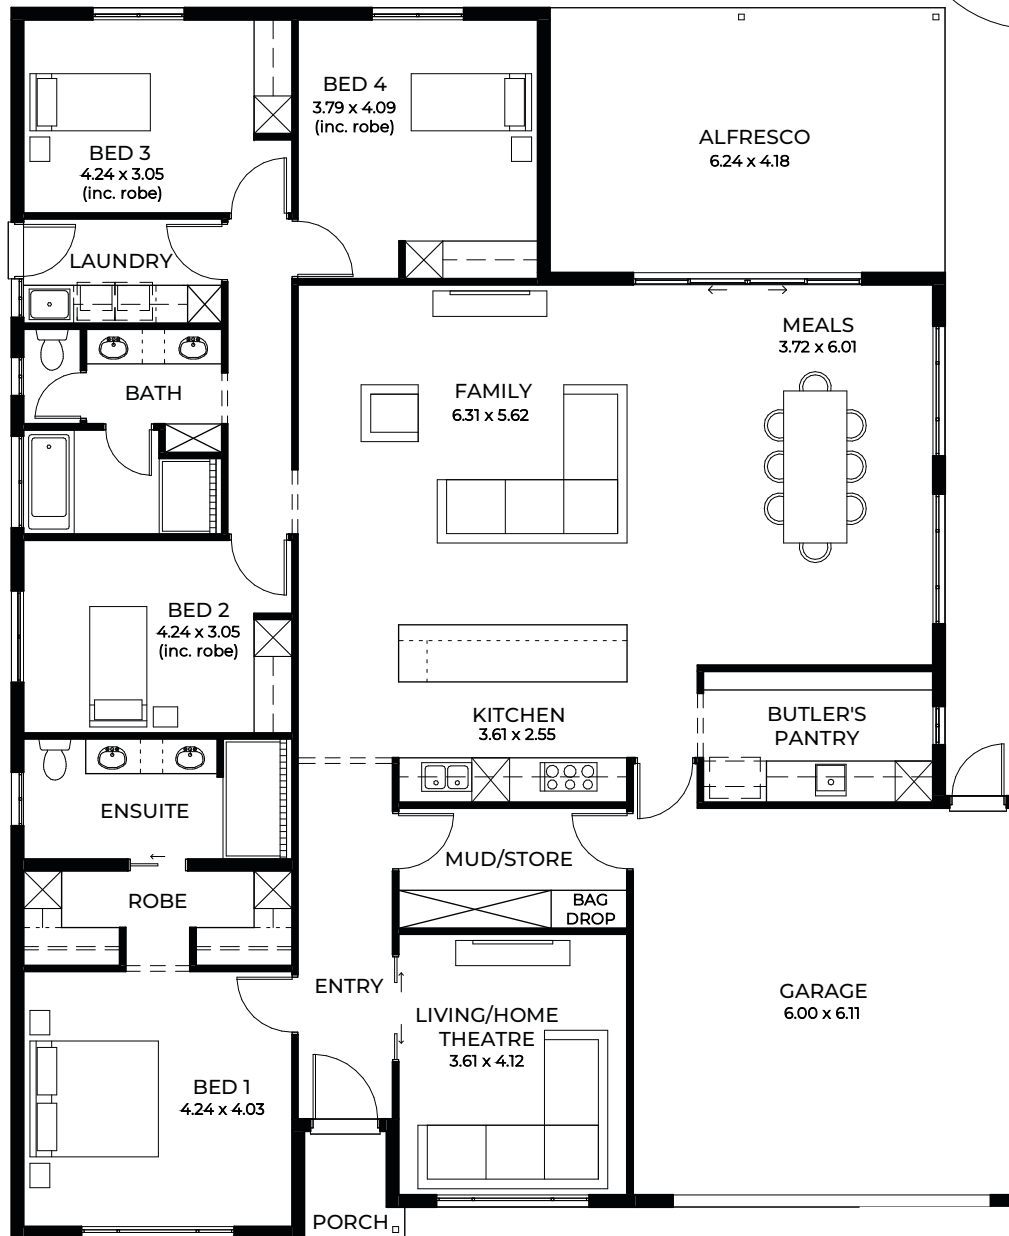 BED 3
4.24 x 3.05
(inc. robe)
BED 4
3.79 x 4.09
(inc. robe)
ALFRESCO
6.24 x 4.18
LAUNDRY
BATH
FAMILY
6.31 x 5.62
MEALS
3.72 x 6.01
BED 2
4.24 x 3.05
(inc. robe)
KITCHEN
3.61 x 2.55
BUTLER'S
PANTRY
ENSUITE
MUD/STORE
ROBE
BAG
DROP
ENTRY
LIVING/HOME
THEATRE
3.61 x 4.12
GARAGE
6.00 x 6.11
BED 1
4.24 x 4.03
PORCH